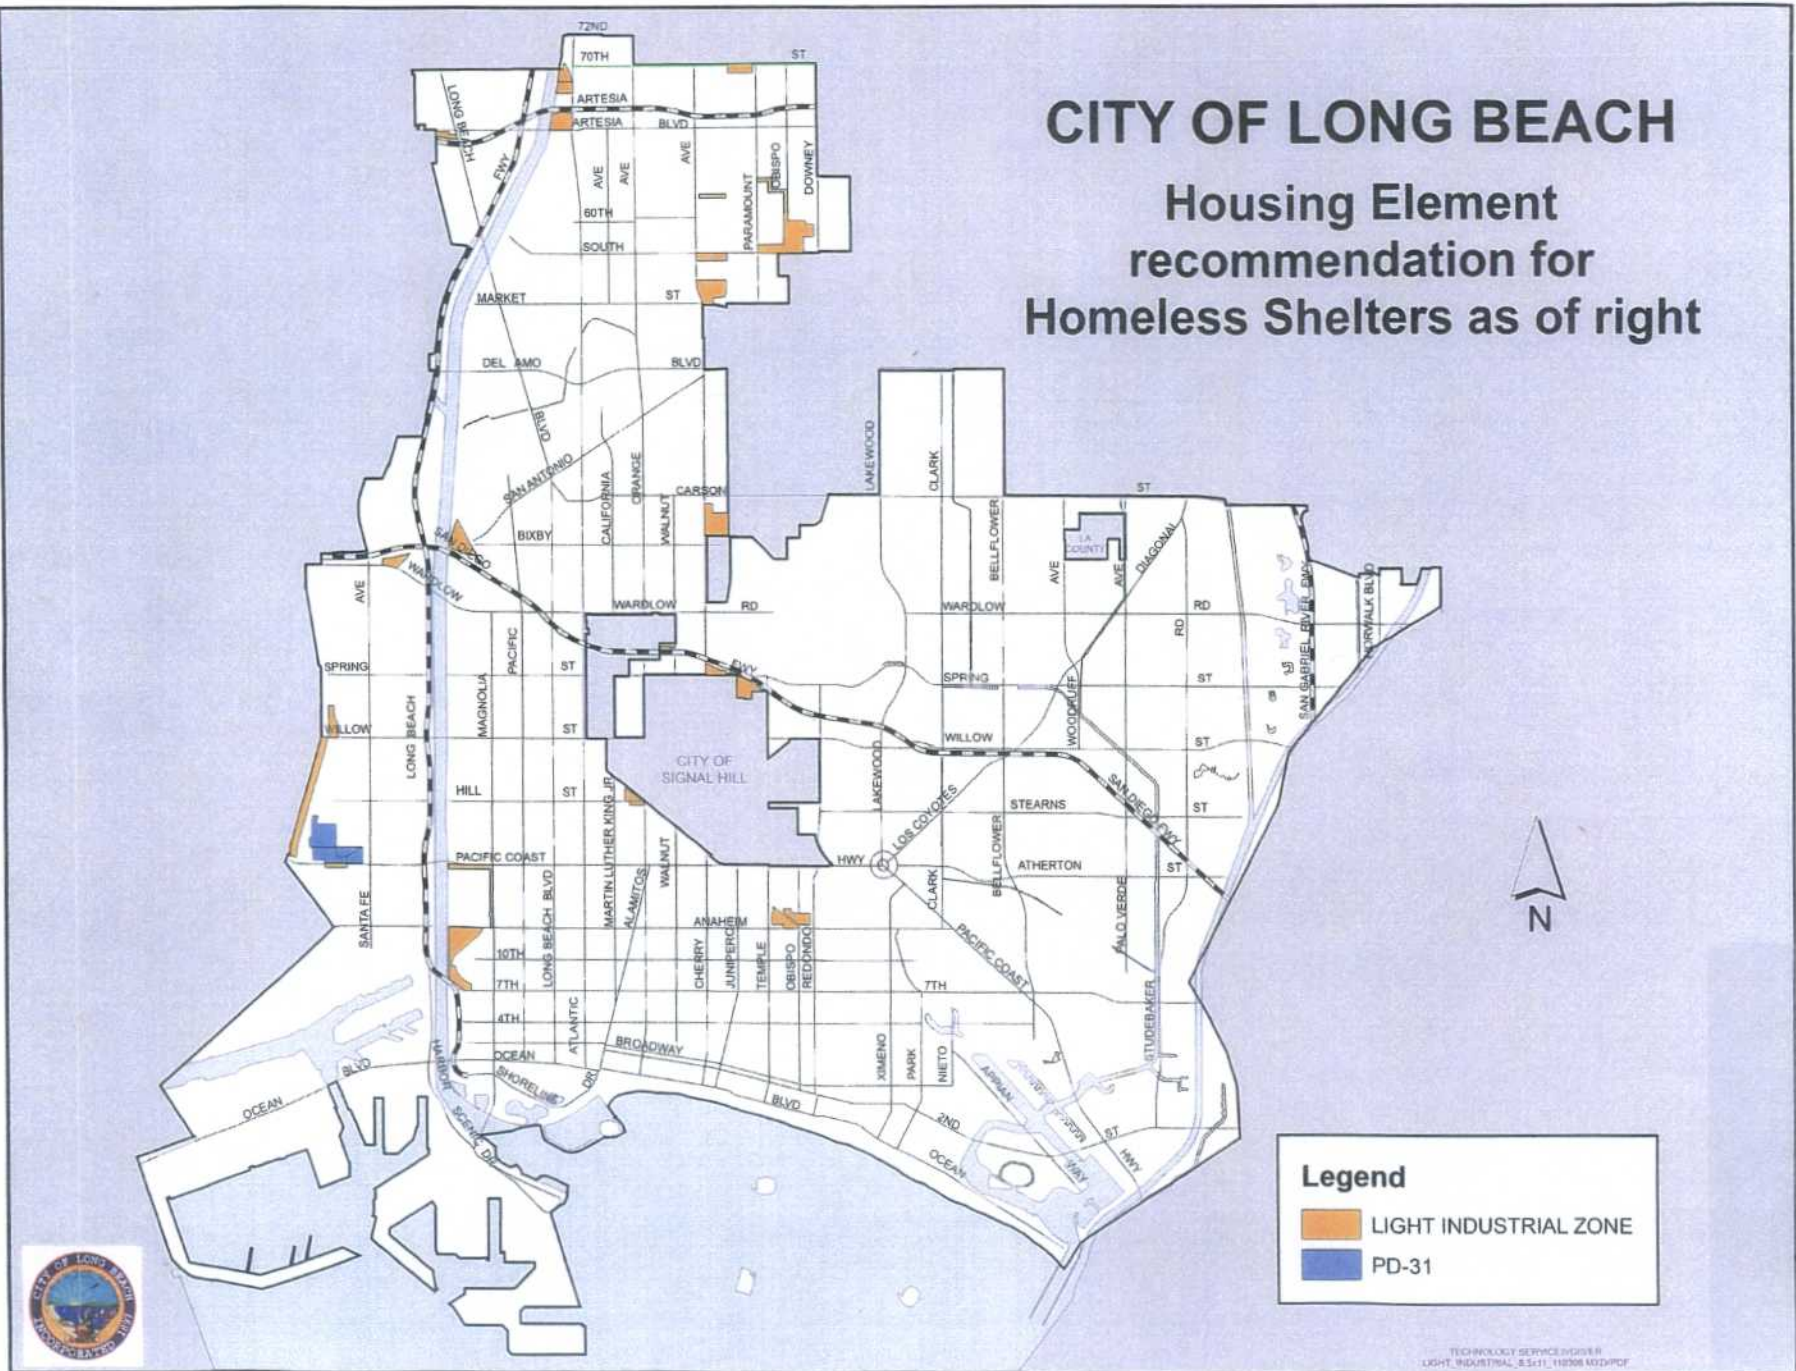 CITY OF LONG BEACH
Housing Element
recommendation for
Homeless Shelters as of right
72ND
70TH
ST
LONG BEACH
ARTESIA
ARTESIA
BLVD
FWY
AVE
AVE
AVE
PARAMOUNT
OBISPO
DOWNEY
60TH
SOUTH
MARKET
ST
DEL AMO
BLVD
BLVD
SAN ANTONIO
CALIFORNIA
ORANGE
WALNUT
CARSON
LAKEWOOD
CLARK
ST
BELLFLOWER
LA
COUNTY
DIAGONAL
SAN DIEGO
BIXBY
WARDLOW
AVE
AVE
AVE
WARDLOW
RD
WARDLOW
RD
RD
SAN GABRIEL RIVER FWY
NORWALK BLVD
PACIFIC
SPRING
ST
FWY
SPRING
ST
MAGNOLIA
LONG BEACH
WOODRUFF
WILLOW
ST
WILLOW
ST
CITY OF
SIGNAL HILL
LAKEWOOD
HILL
ST
MARTIN LUTHER KING JR
LOS COYOTES
STEARNS
ST
SAN DIEGO FWY
WALNUT
BELLFLOWER
PACIFIC COAST
HWY
ATHERTON
ST
SANTA FE
LONG BEACH BLVD
ALAMITOS
CLARK
PALO VERDE
ANAHEIM
10TH
CHERRY
JUNIPERO
TEMPLE
OBISPO
REDONDO
PACIFIC COAST
7TH
7TH
4TH
ATLANTIC
STUDEBAKER
OCEAN
BROADWAY
XIMENO
PARK
NIETO
APPIAN
HARBOR
BLVD
SHORELINE
DR
OCEAN
BLVD
SCENIC
DR
2ND
ST
OCEAN
WAY
HWY
N
Legend
LIGHT INDUSTRIAL ZONE
PD-31
CITY OF LONG BEACH
INCORPORATED
TECHNOLOGY SERVICES